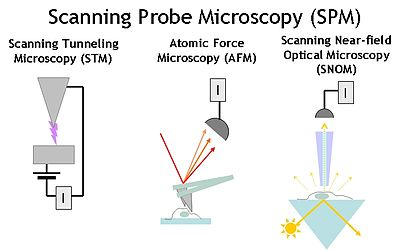 Scanning Probe Microscopy (SPM)
Scanning Tunneling
Microscopy (STM)
Atomic Force
Microscopy (AFM)
Scanning Near-field
Optical Microscopy
(SNOM)
I
I
I